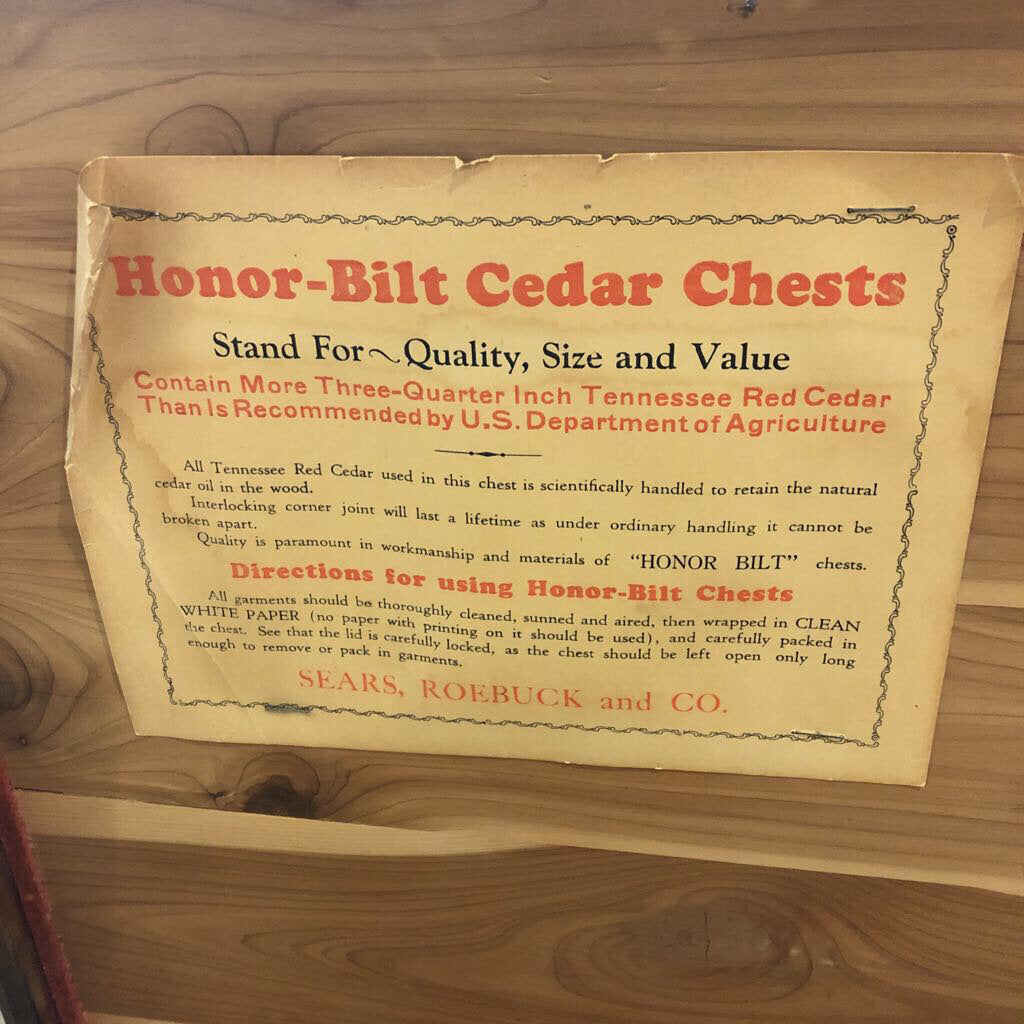 Honor-Bilt Cedar Chests
Stand For~Quality, Size and Value
Contain More Three-Quarter Inch Tennessee Red Cedar
Than Is Recommended by U.S. Department of Agriculture
All Tennessee Red Cedar used in this chest is scientifically handled to retain the natural
cedar oil in the wood.
Interlocking corner joint will last a lifetime as under ordinary handling it cannot be
broken apart.
Quality is paramount in workmanship and materials of "HONOR BILT" chests.
Directions for using Honor-Bilt Chests
All garments should be thoroughly cleaned, sunned and aired, then wrapped in CLEAN
WHITE PAPER (no paper with printing on it should be used), and carefully packed in
the chest. See that the lid is carefully locked, as the chest should be left open only long
enough to remove or pack in garments.
SEARS, ROEBUCK and CO.